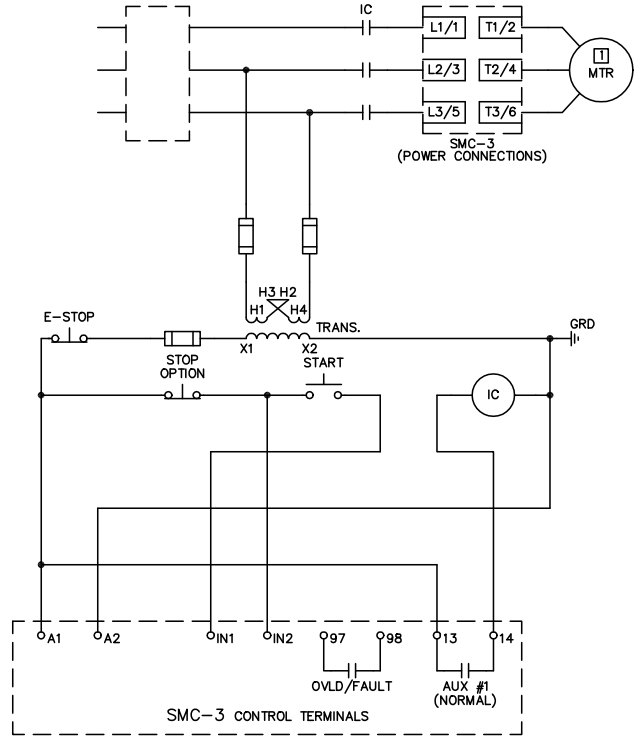 IC
L1/1 T1/2
1
L2/3 T2/4 MTR
L3/5 T3/6
SMC-3
(POWER CONNECTIONS)
H3 H2
H1 H4
E-STOP
TRANS.
GRD
X1 X2
STOP
OPTION
START
IC
A1 A2 IN1 IN2 97 98 13 14
OVLD/FAULT
AUX #1
(NORMAL)
SMC-3 CONTROL TERMINALS